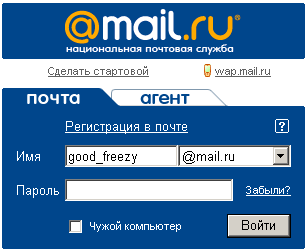 @mail.ru®
национальная почтовая служба
Сделать стартовой wap.mail.ru
почта агент
Регистрация в почте ?
Имя good_freezy @mail.ru
Пароль Забыли?
Чужой компьютер Войти